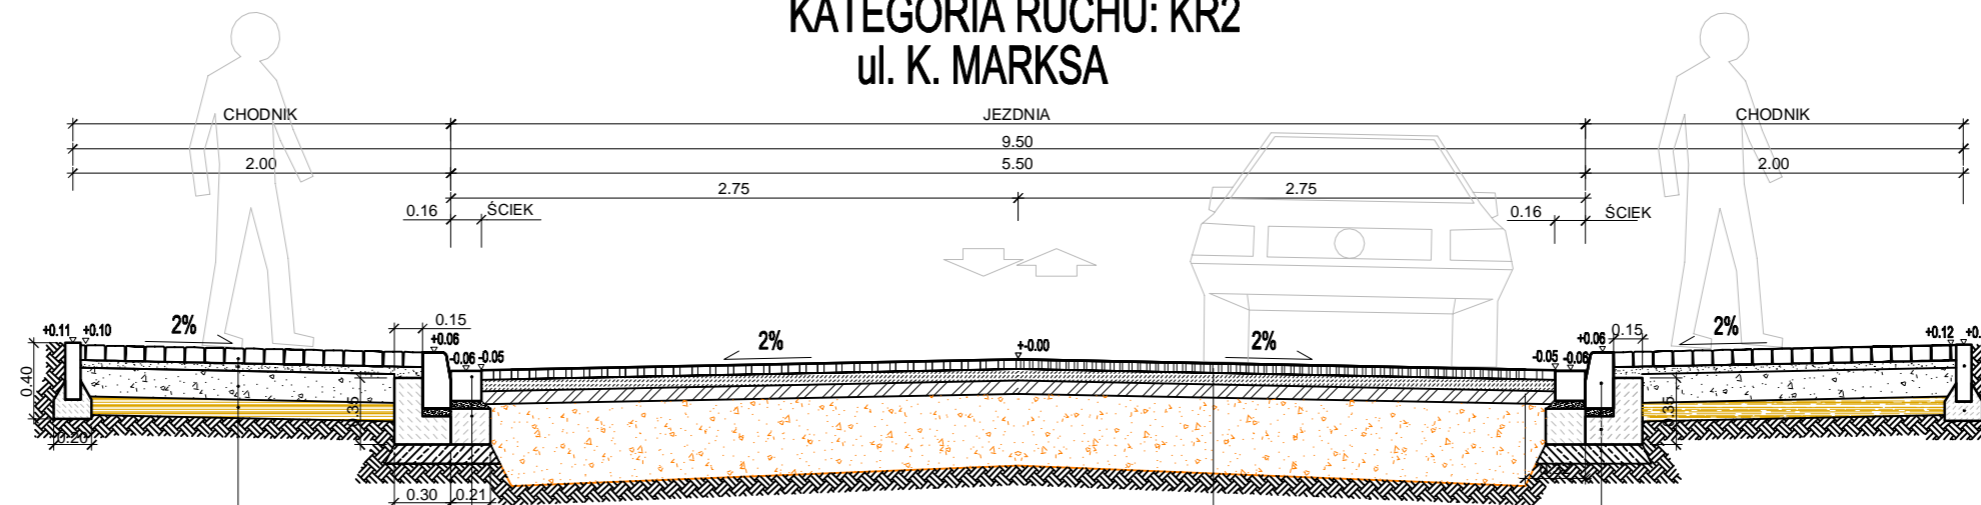 KATEGORIA RUCHU: KR2
ul. K. MARKSA
CHODNIK JEZDNIA CHODNIK
9.50
2.00 5.50 2.00
2.75 2.75
0.16 ŚCIEK 0.16 ŚCIEK
+0.11 +0.10 2% 0.15 +0.06 -0.06 -0.05 2% +-0.00 2% -0.05 -0.06 +0.06 0.15 2% +0.12
0.40
0.35
0.20
0.30 0.21